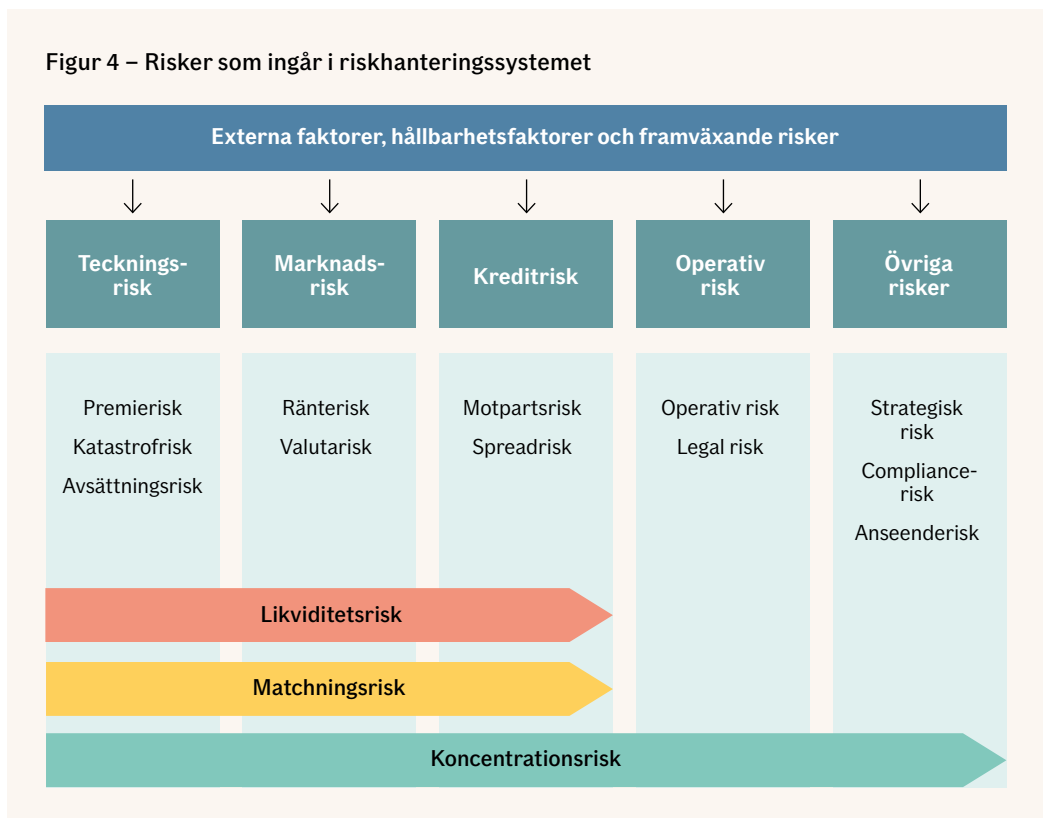 Figur 4 – Risker som ingår i riskhanteringssystemet
Externa faktorer, hållbarhetsfaktorer och framväxande risker
Tecknings-
risk
Marknads-
risk
Kreditrisk
Operativ
risk
Övriga
risker
Premierisk
Katastrofrisk
Avsättningsrisk
Ränterisk
Valutarisk
Motpartsrisk
Spreadrisk
Operativ risk
Legal risk
Strategisk
risk
Compliance-
risk
Anseenderisk
Likviditetsrisk
Matchningsrisk
Koncentrationsrisk